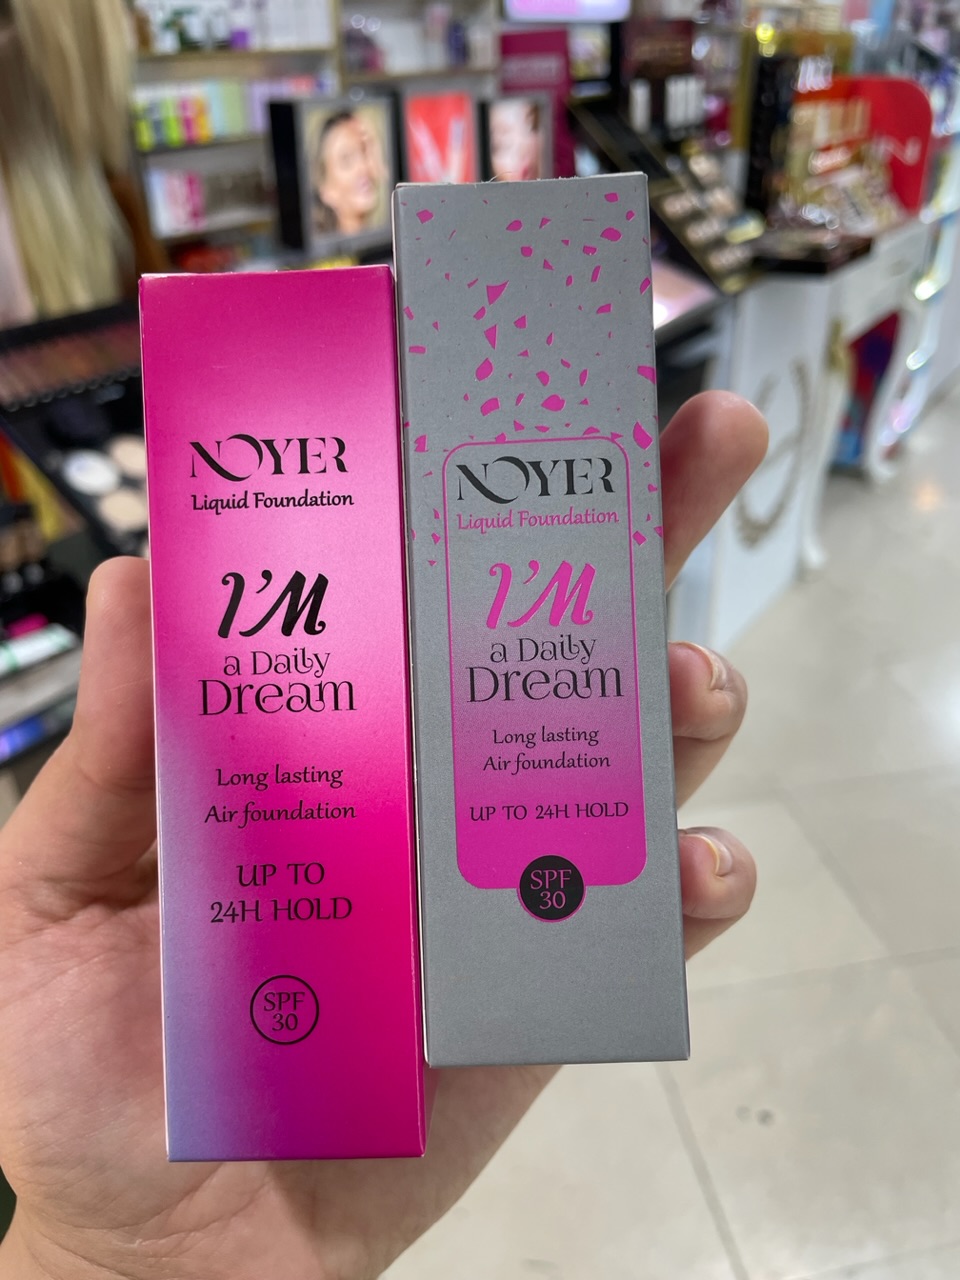 NOYER
Liquid Foundation
I'M
a Daily
Dream
Long lasting
Air foundation
UP TO
24H HOLD
SPF
30
NOYER
Liquid Foundation
I'M
a Daily
Dream
Long lasting
Air foundation
UP TO 24H HOLD
SPF
30